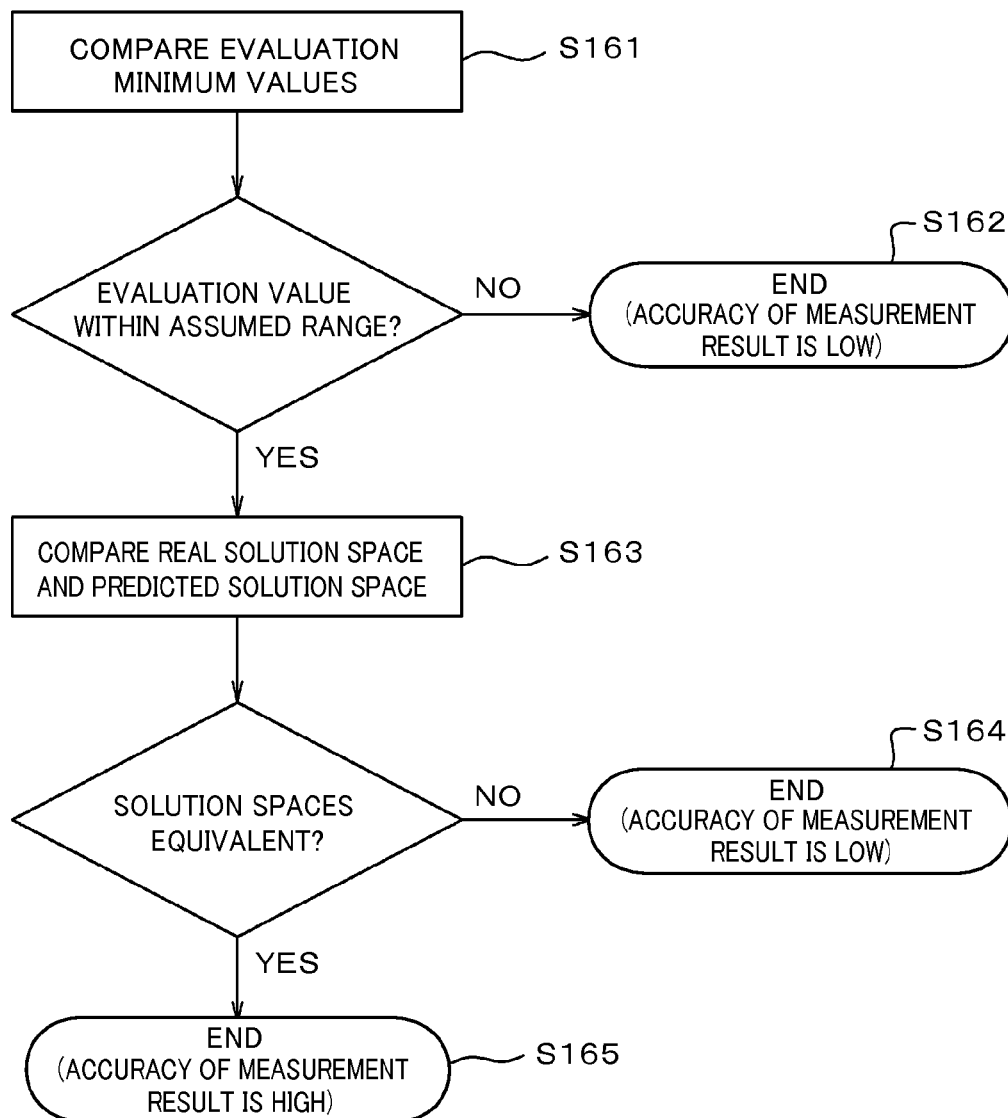 COMPARE EVALUATION
MINIMUM VALUES
S161
EVALUATION VALUE
WITHIN ASSUMED RANGE?
NO
S162
END
(ACCURACY OF MEASUREMENT
RESULT IS LOW)
YES
COMPARE REAL SOLUTION SPACE
AND PREDICTED SOLUTION SPACE
S163
SOLUTION SPACES
EQUIVALENT?
NO
S164
END
(ACCURACY OF MEASUREMENT
RESULT IS LOW)
YES
END
(ACCURACY OF MEASUREMENT
RESULT IS HIGH)
S165